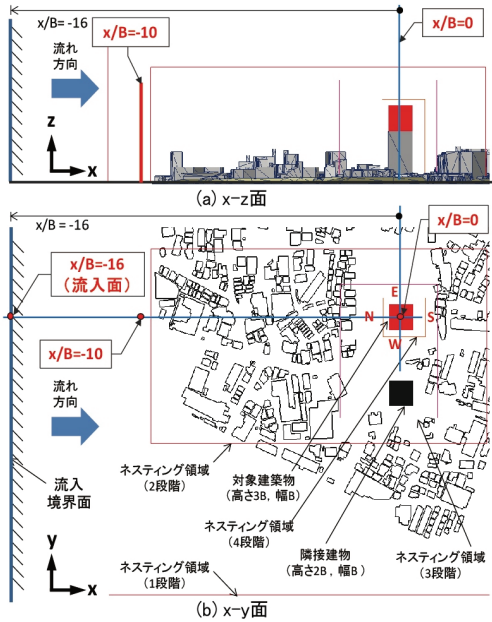 x/B= -16
x/B=-10
x/B=0
流れ
方向
z
x
(a) x-z面
x/B= -16
x/B=0
x/B=-16
(流入面)
E
N
S
W
x/B=-10
流れ
方向
流入
境界面
ネスティング領域
(2段階)
対象建築物
(高さ3B, 幅B)
ネスティング領域
(4段階)
隣接建物
(高さ2B, 幅B)
ネスティング領域
(3段階)
ネスティング領域
(1段階)
y
x
(b) x-y面